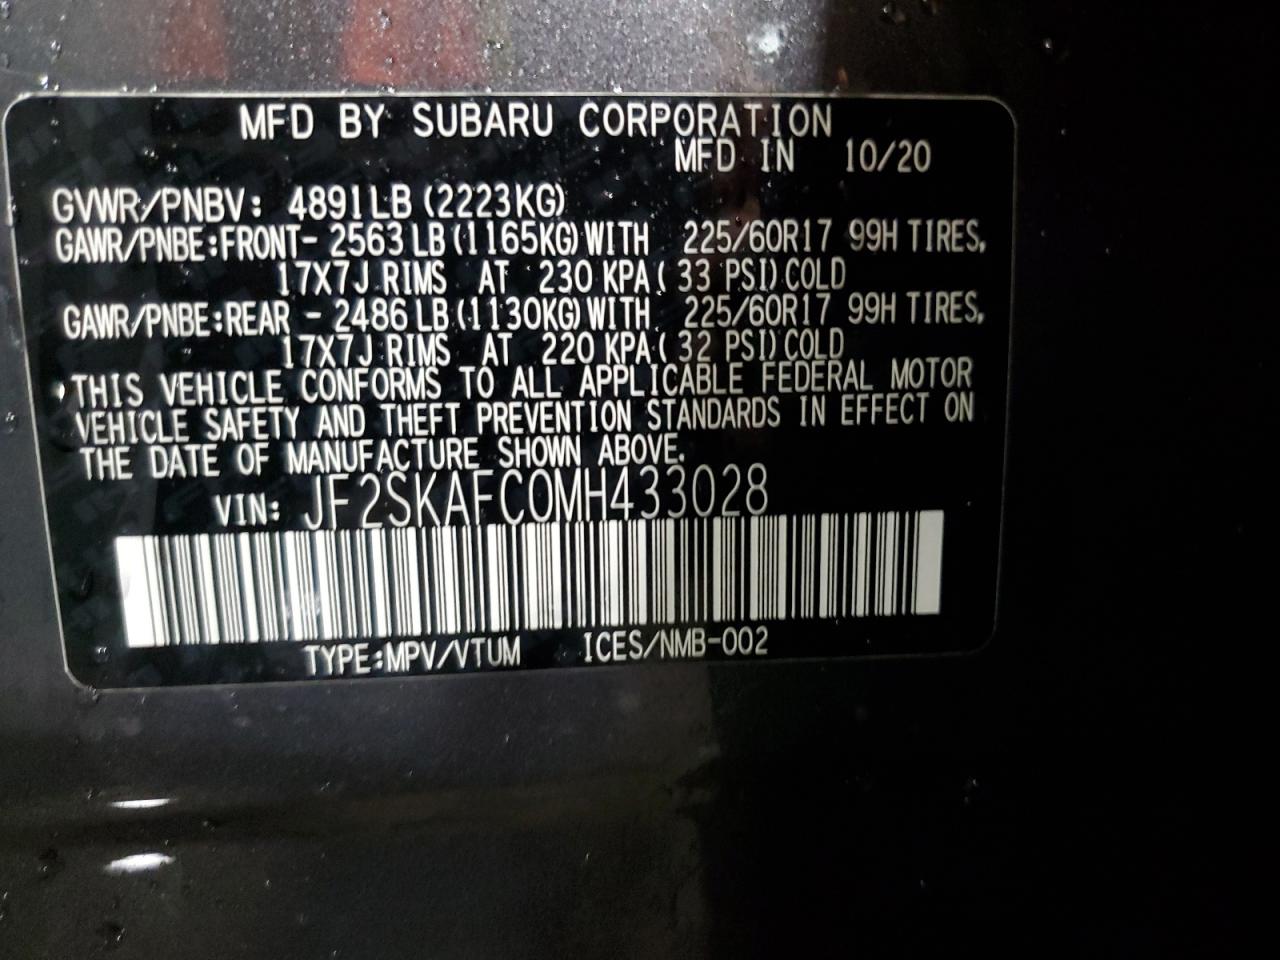 MFD BY SUBARU CORPORATION
MFD IN 10/20
GVWR/PNBV: 4891LB (2223KG)
GAWR/PNBE:FRONT- 2563LB(1165KG)WITH 225/60R17 99H TIRES,
17X7J RIMS AT 230 KPA( 33 PSI)COLD
GAWR/PNBE:REAR - 2486LB(1130KG)WITH 225/60R17 99H TIRES,
17X7J RIMS AT 220 KPA( 32 PSI)COLD
THIS VEHICLE CONFORMS TO ALL APPLICABLE FEDERAL MOTOR
VEHICLE SAFETY AND THEFT PREVENTION STANDARDS IN EFFECT ON
THE DATE OF MANUFACTURE SHOWN ABOVE.
VIN: JF2SKAFC0MH433028
TYPE:MPV/VTUM ICES/NMB-002